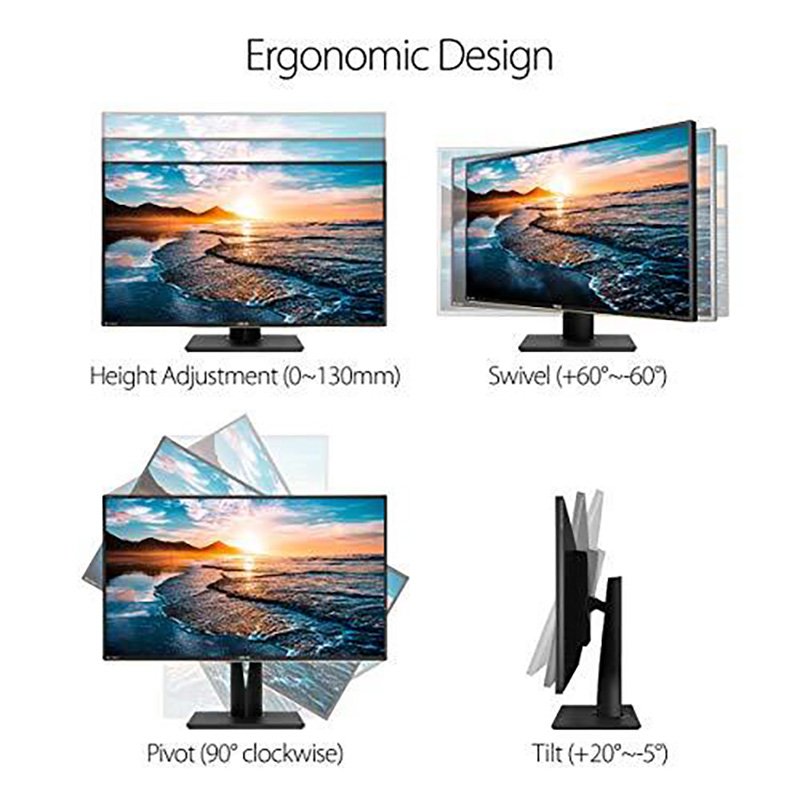 Ergonomic Design
Height Adjustment (0~130mm)
Swivel (+60°~-60°)
Pivot (90° clockwise)
Tilt (+20°~-5°)